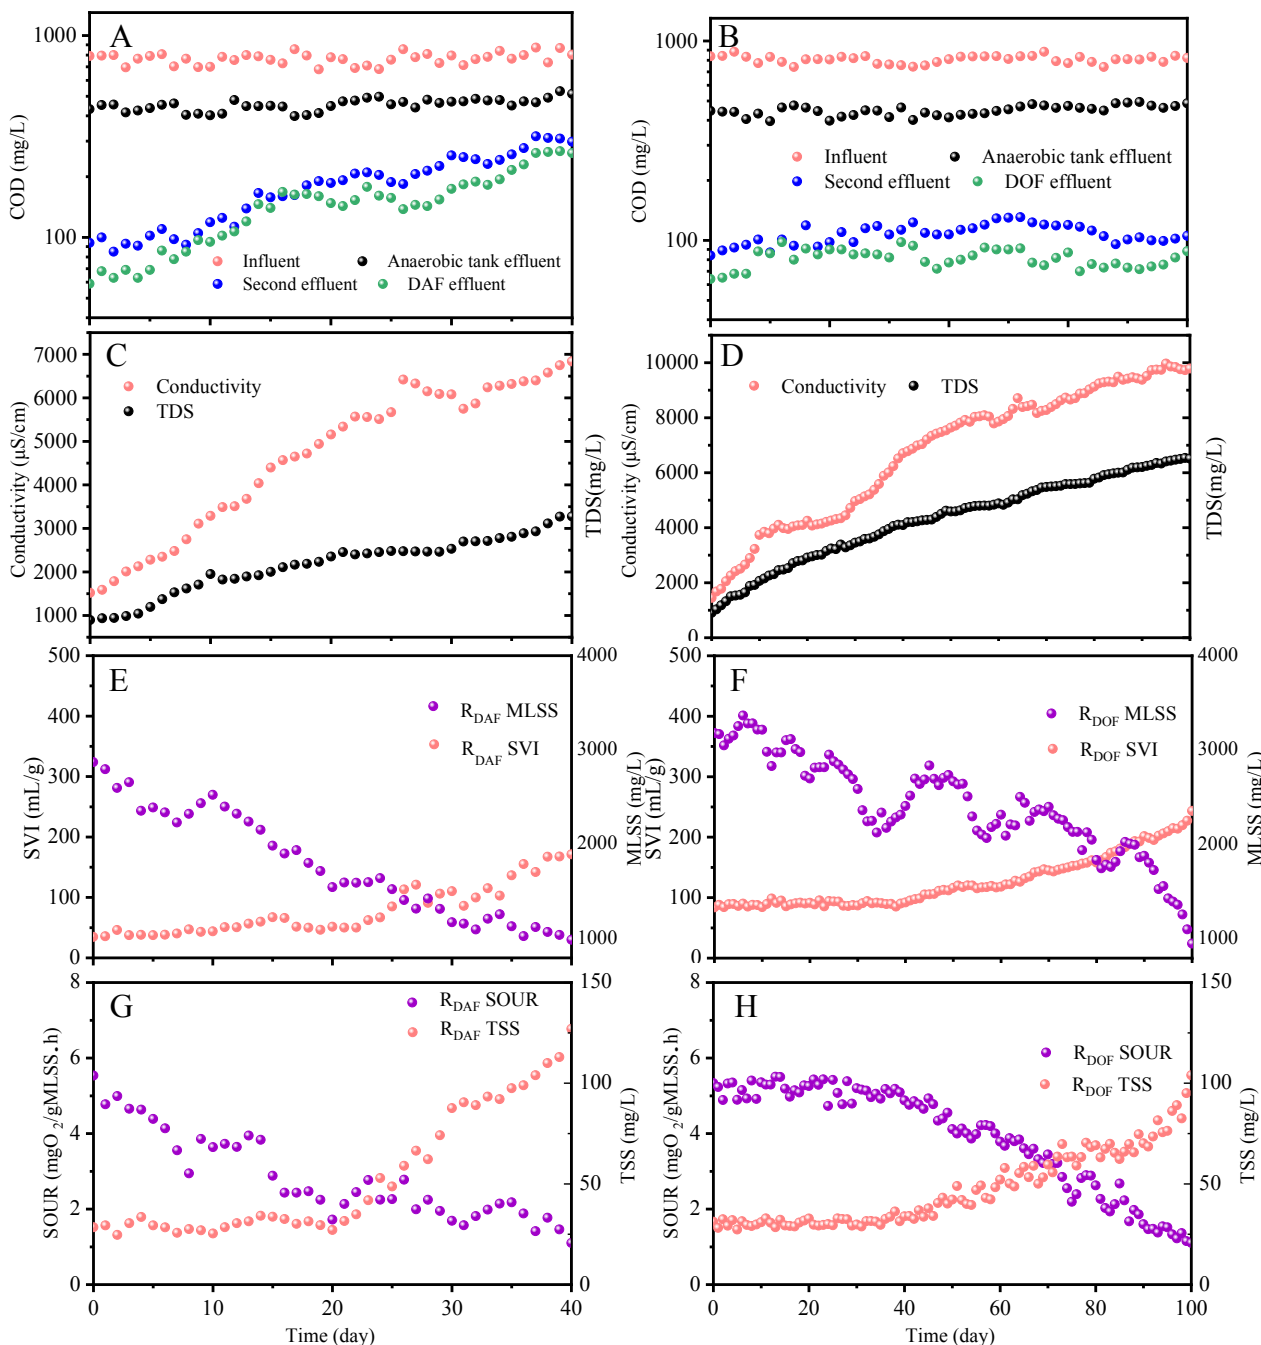 A
1000
100
COD (mg/L)
Influent
Anaerobic tank effluent
Second effluent
DAF effluent
B
1000
100
COD (mg/L)
Influent
Anaerobic tank effluent
Second effluent
DOF effluent
C
7000
6000
5000
4000
3000
2000
1000
Conductivity (μS/cm)
TDS(mg/L)
Conductivity
TDS
D
10000
8000
6000
4000
2000
0
Conductivity (μS/cm)
TDS(mg/L)
Conductivity
TDS
E
500
400
300
200
100
0
SVI (mL/g)
4000
3000
2000
1000
MLSS (mg/L)
R_DAF MLSS
R_DAF SVI
F
500
400
300
200
100
0
SVI (mL/g)
4000
3000
2000
1000
MLSS (mg/L)
R_DOF MLSS
R_DOF SVI
G
8
6
4
2
0
SOUR (mgO2/gMLSS.h)
150
100
50
0
TSS (mg/L)
R_DAF SOUR
R_DAF TSS
0 10 20 30 40
Time (day)
H
8
6
4
2
0
SOUR (mgO2/gMLSS.h)
150
100
50
0
TSS (mg/L)
R_DOF SOUR
R_DOF TSS
0 20 40 60 80 100
Time (day)